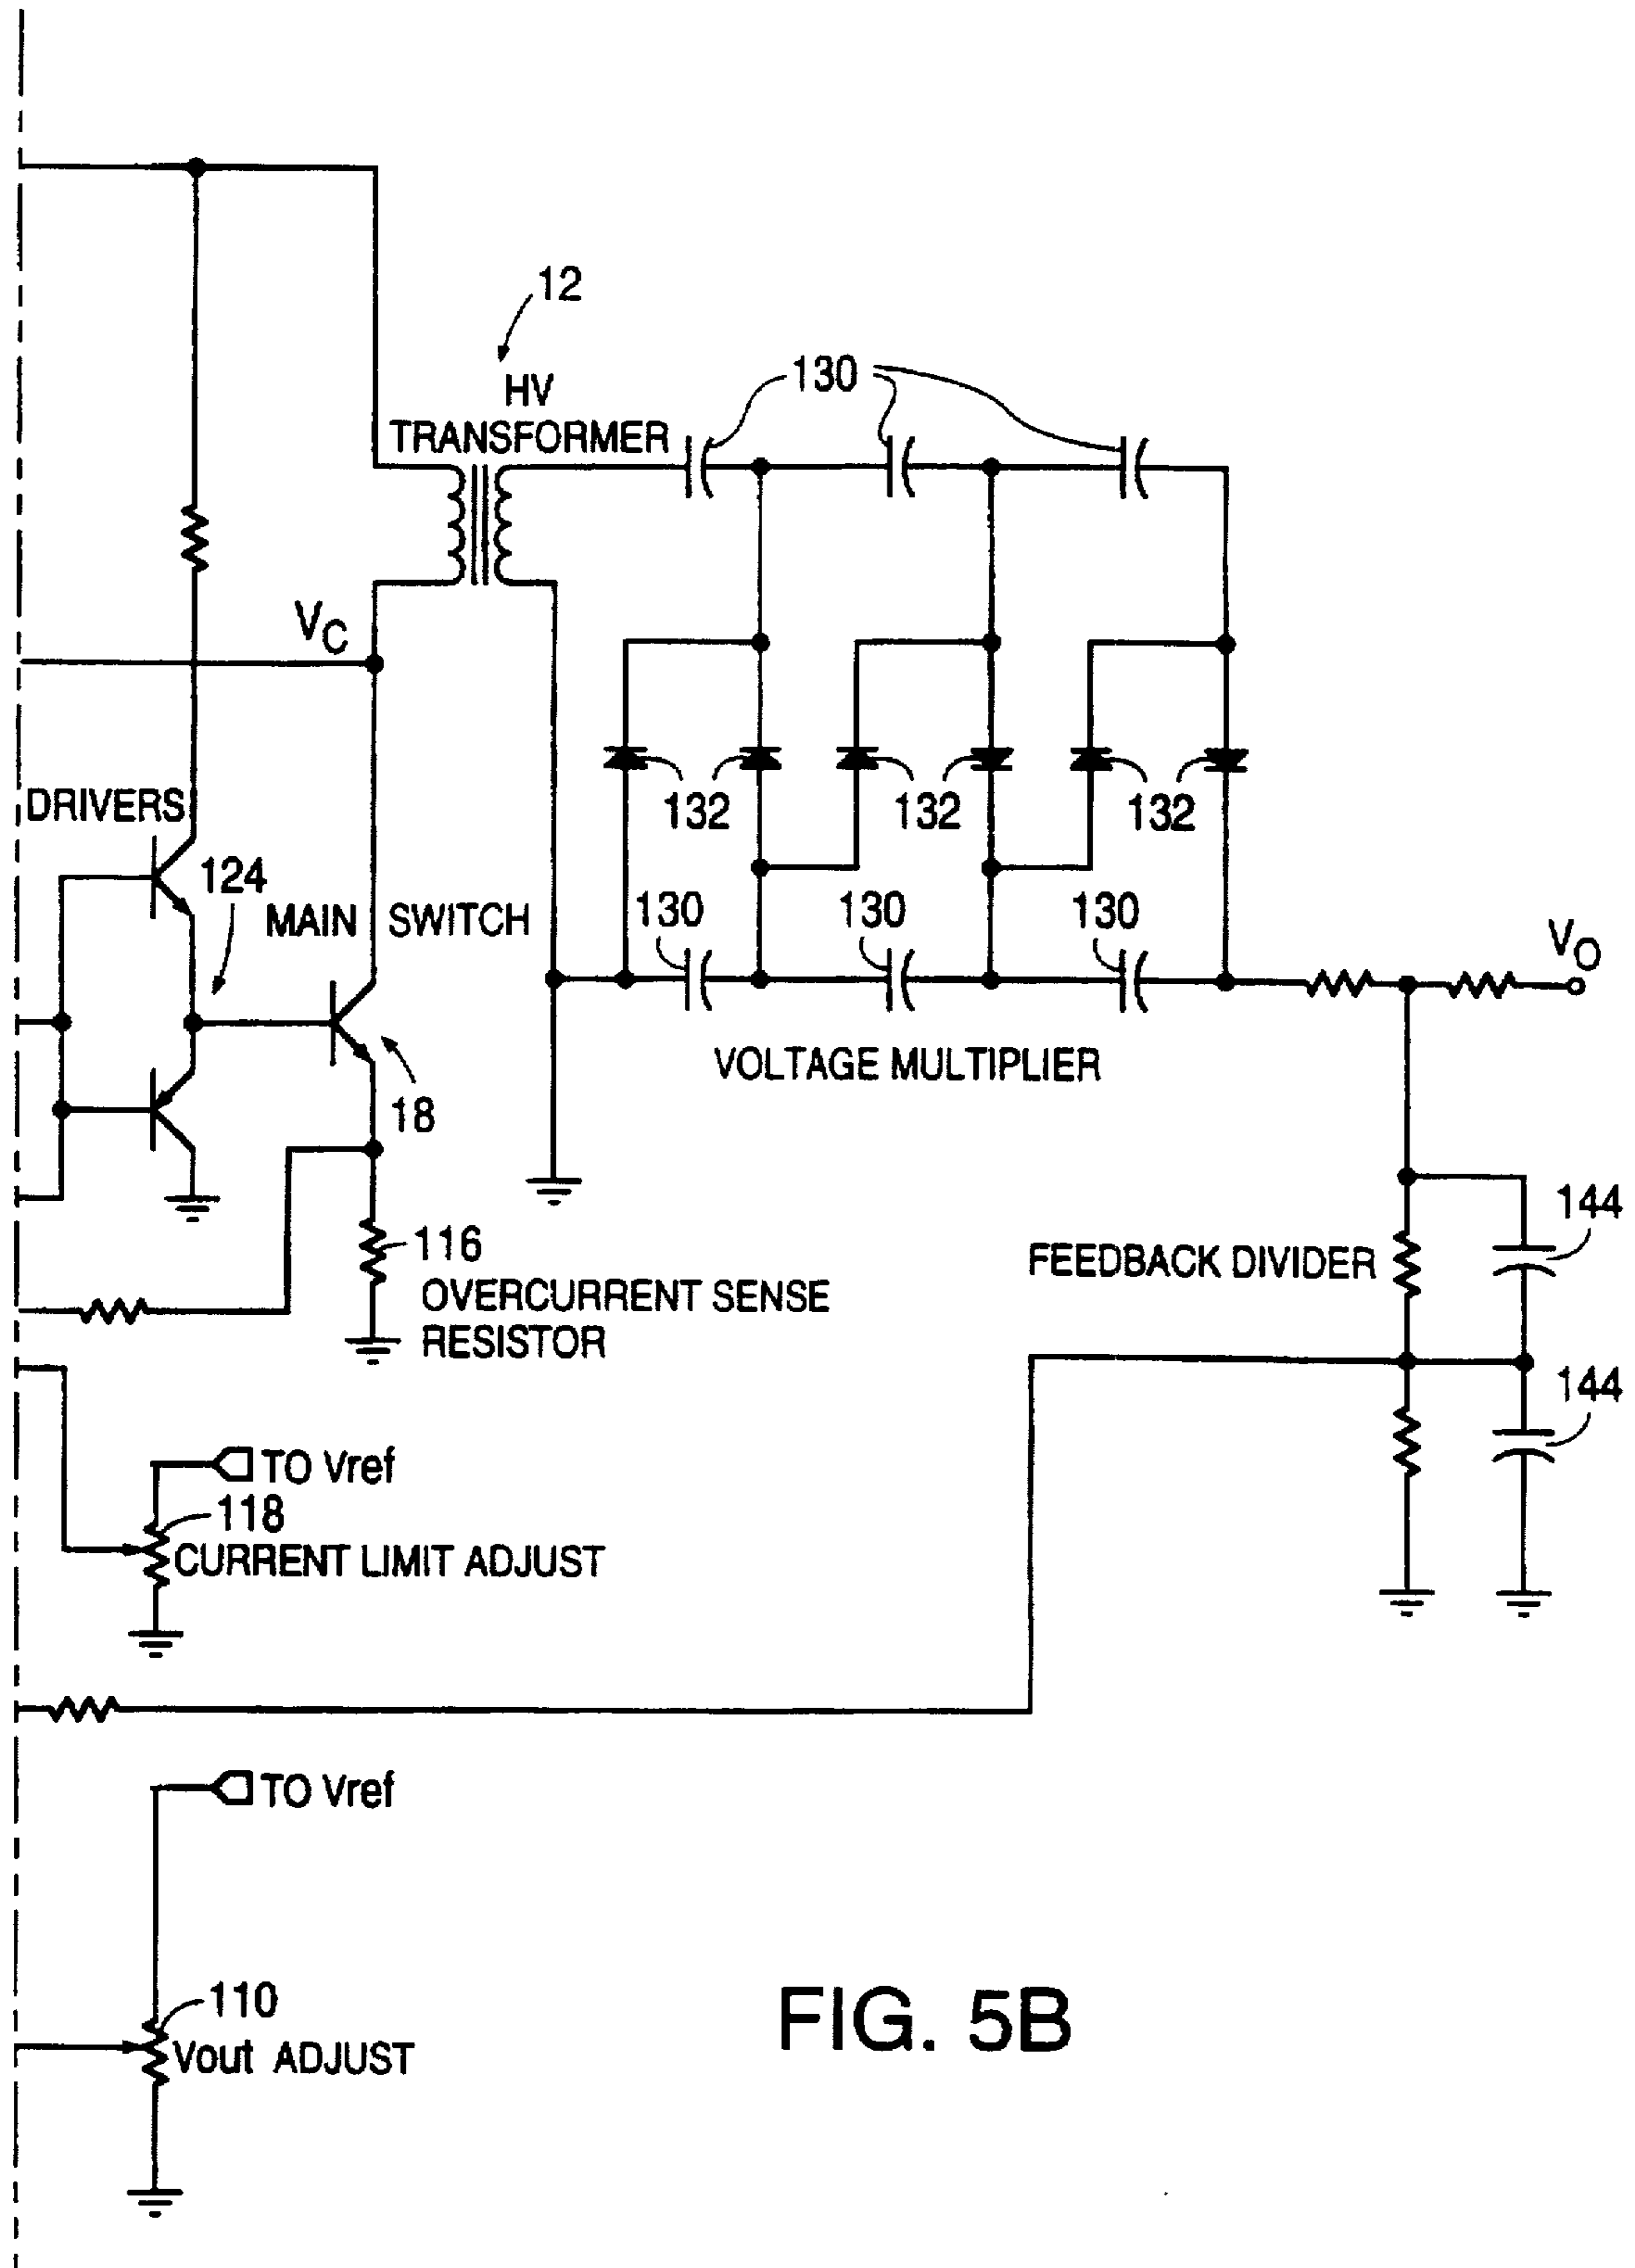 12
HV
TRANSFORMER
130
VC
DRIVERS
132
132
132
124
MAIN SWITCH
130
130
130
VO
VOLTAGE MULTIPLIER
18
144
116
FEEDBACK DIVIDER
OVERCURRENT SENSE
RESISTOR
144
TO Vref
118
CURRENT LIMIT ADJUST
TO Vref
110
Vout ADJUST
FIG. 5B